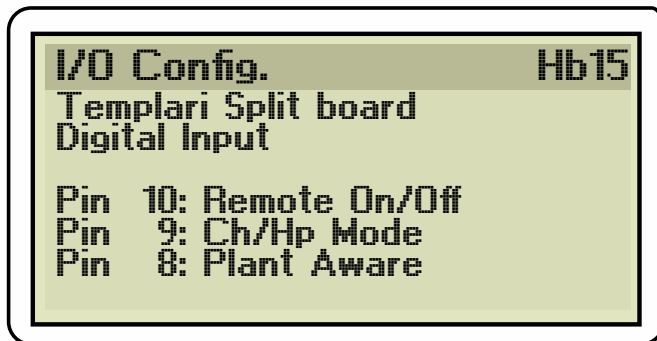 I/O Config. Hb15
Templari Split board
Digital Input
Pin 10: Remote On/Off
Pin 9: Ch/Hp Mode
Pin 8: Plant Aware